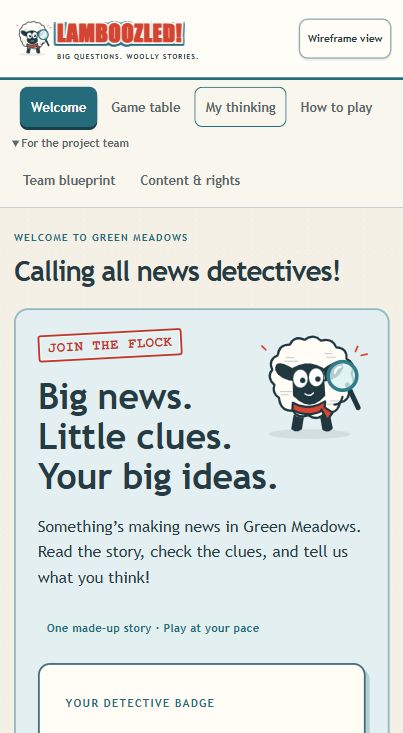 LAMBOOZLED!
BIG QUESTIONS. WOOLLY STORIES.
Wireframe view
Welcome
Game table
My thinking
How to play
▼For the project team
Team blueprint
Content & rights
WELCOME TO GREEN MEADOWS
Calling all news detectives!
JOIN THE FLOCK
Big news.
Little clues.
Your big ideas.
Something’s making news in Green Meadows.
Read the story, check the clues, and tell us
what you think!
One made-up story · Play at your pace
YOUR DETECTIVE BADGE